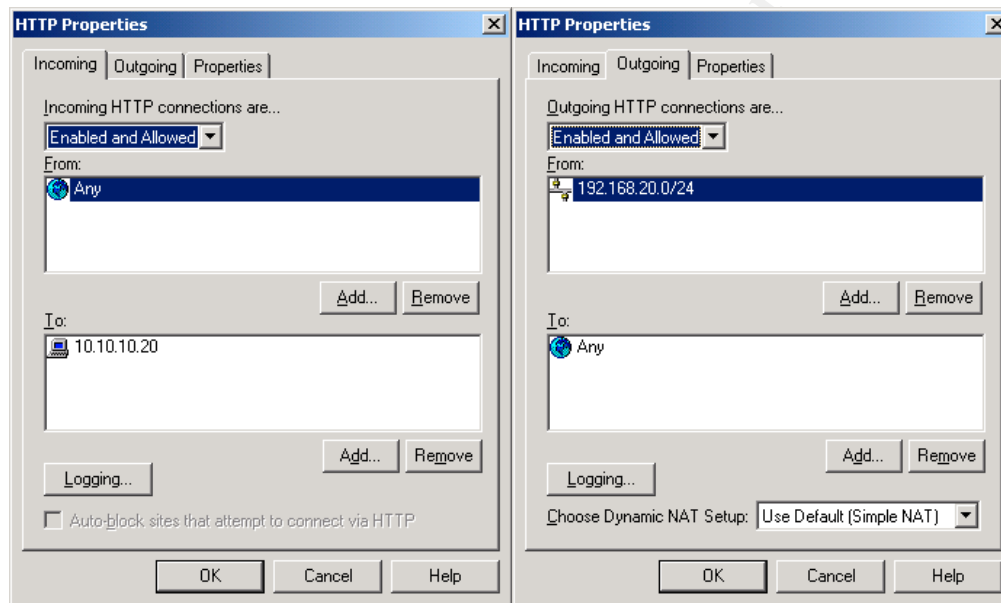 HTTP Properties
Incoming Outgoing Properties
Incoming HTTP connections are...
Enabled and Allowed
From:
Any
Add... Remove
To:
10.10.10.20
Add... Remove
Logging...
Auto-block sites that attempt to connect via HTTP
OK Cancel Help
HTTP Properties
Incoming Outgoing Properties
Outgoing HTTP connections are...
Enabled and Allowed
From:
192.168.20.0/24
Add... Remove
To:
Any
Add... Remove
Logging...
Choose Dynamic NAT Setup: Use Default (Simple NAT)
OK Cancel Help